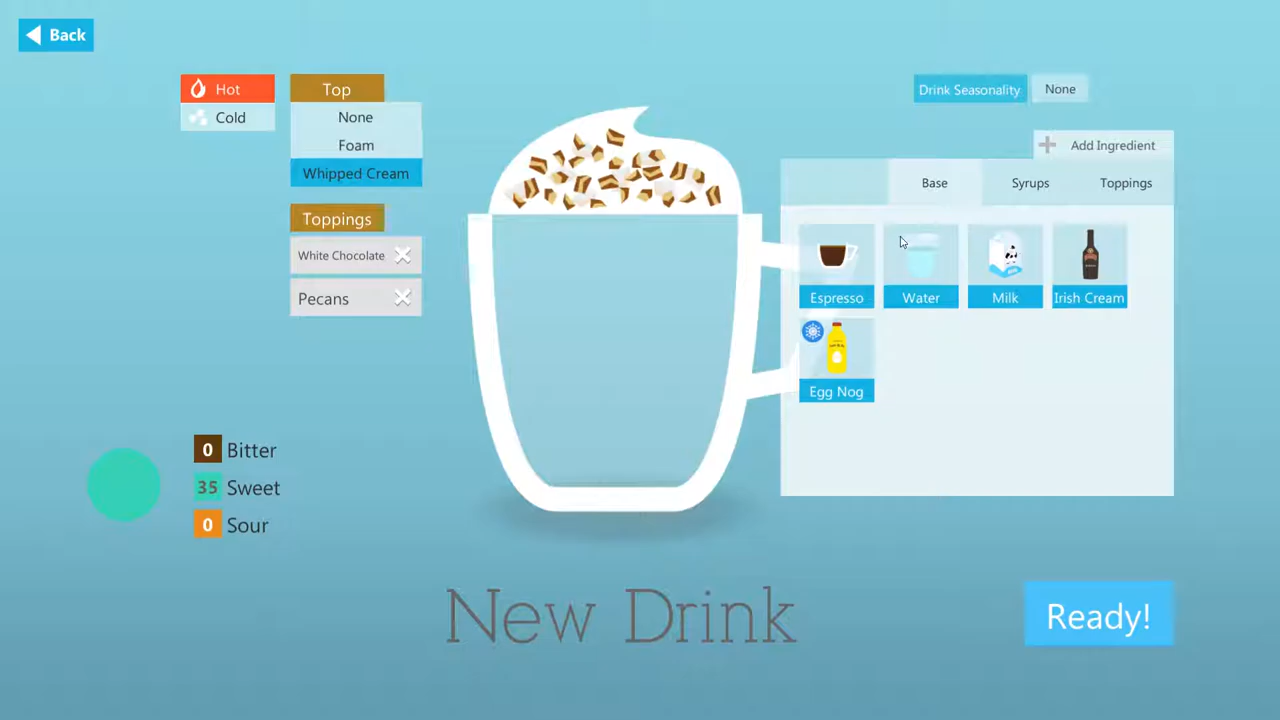 Back
Hot
Cold
Top
None
Foam
Whipped Cream
Toppings
White Chocolate
Pecans
Drink Seasonality
None
Add Ingredient
Base
Syrups
Toppings
Espresso
Water
Milk
Irish Cream
Egg Nog
0 Bitter
35 Sweet
0 Sour
New Drink
Ready!